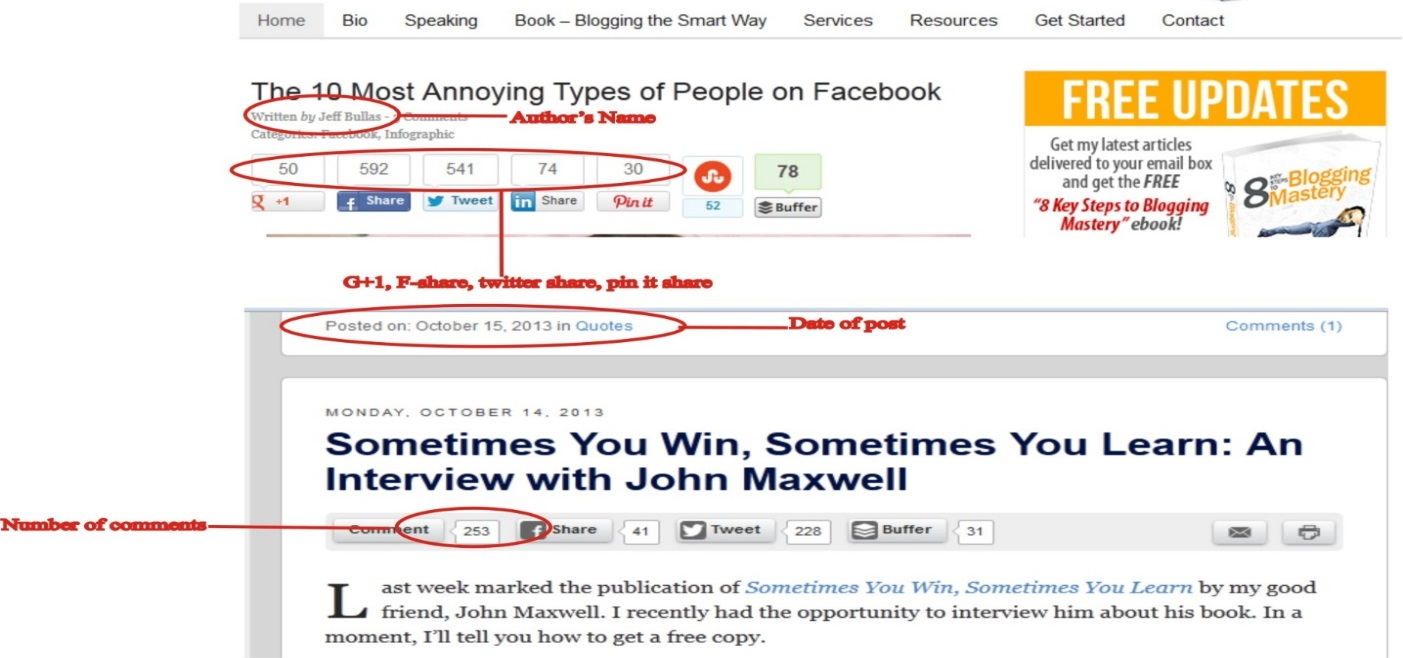 Home Bio Speaking Book – Blogging the Smart Way Services Resources Get Started Contact
The 10 Most Annoying Types of People on Facebook
Written by Jeff Bullas - Comments
Author's Name
Categories: Facebook, Infographic
50 592 541 74 30 78
+1 Share Tweet in Share Pin it 52 Buffer
FREE UPDATES
Get my latest articles
delivered to your email box
and get the FREE
"8 Key Steps to Blogging
Mastery" ebook!
8 KEY STEPS TO Blogging
Mastery
G+1, F-share, twitter share, pin it share
Posted on: October 15, 2013 in Quotes
Date of post
Comments (1)
MONDAY, OCTOBER 14, 2013
Sometimes You Win, Sometimes You Learn: An
Interview with John Maxwell
Number of comments
Comment 253 Share 41 Tweet 228 Buffer 31
Last week marked the publication of Sometimes You Win, Sometimes You Learn by my good
friend, John Maxwell. I recently had the opportunity to interview him about his book. In a
moment, I'll tell you how to get a free copy.